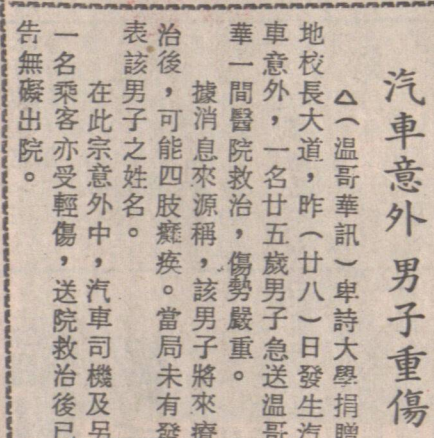 汽車意外 男子重傷
△（温哥華訊）卑詩大學捐贈
地校長大道，昨（廿八）日發生汽
車意外，一名廿五歲男子急送温哥
華一間醫院救治，傷勢嚴重。
據消息來源稱，該男子將來療
治後，可能四肢癱瘓。當局未有發
表該男子之姓名。
在此宗意外中，汽車司機及另
一名乘客亦受輕傷，送院救治後已
告無礙出院。